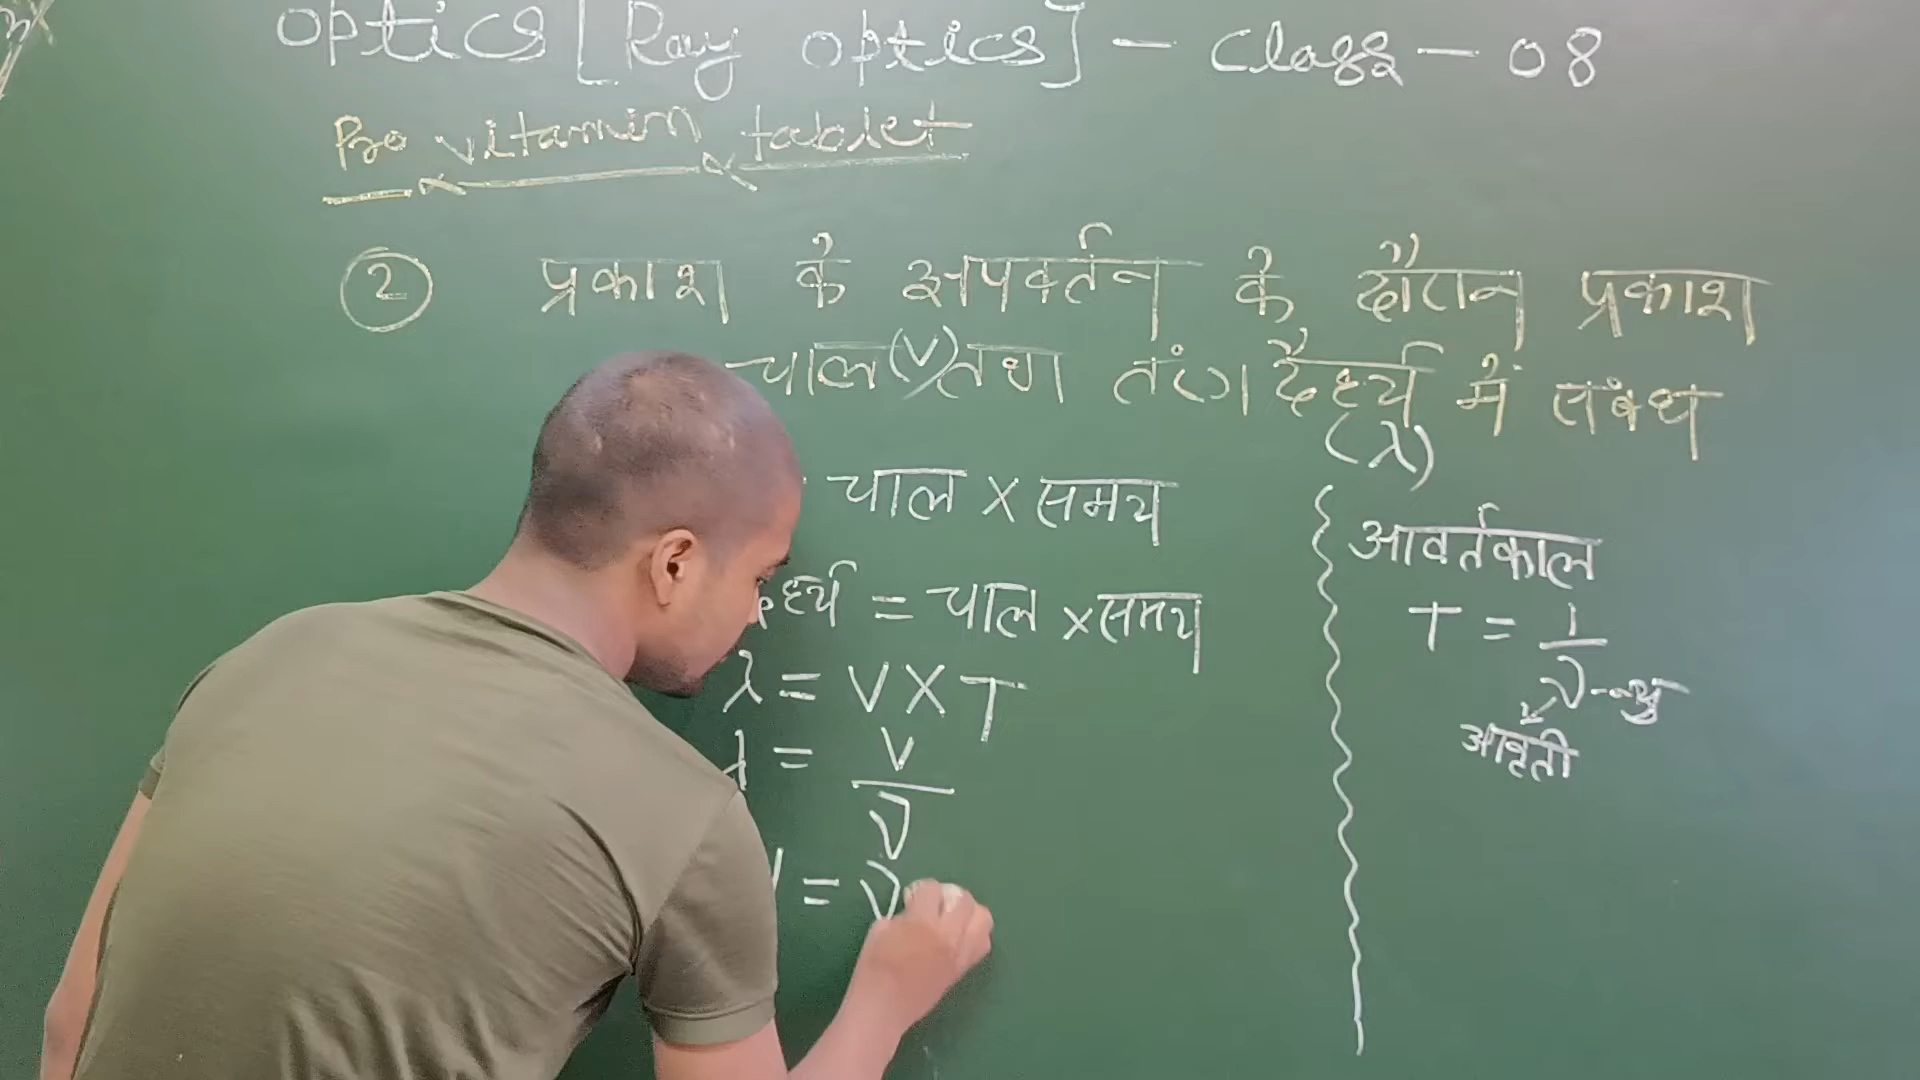 Optics [Ray optics] - Class - 08
Pro vitamin tablet
② प्रकाश के अपवर्तन के दौरान प्रकाश
चाल (v) तथा तंरग दैर्ध्य में संबंध
(λ)
चाल × समय
= चाल × समय
λ = V × T
λ = V / ν
= ν
आवर्तकाल
T = 1 / ν - न्यु
आवृती